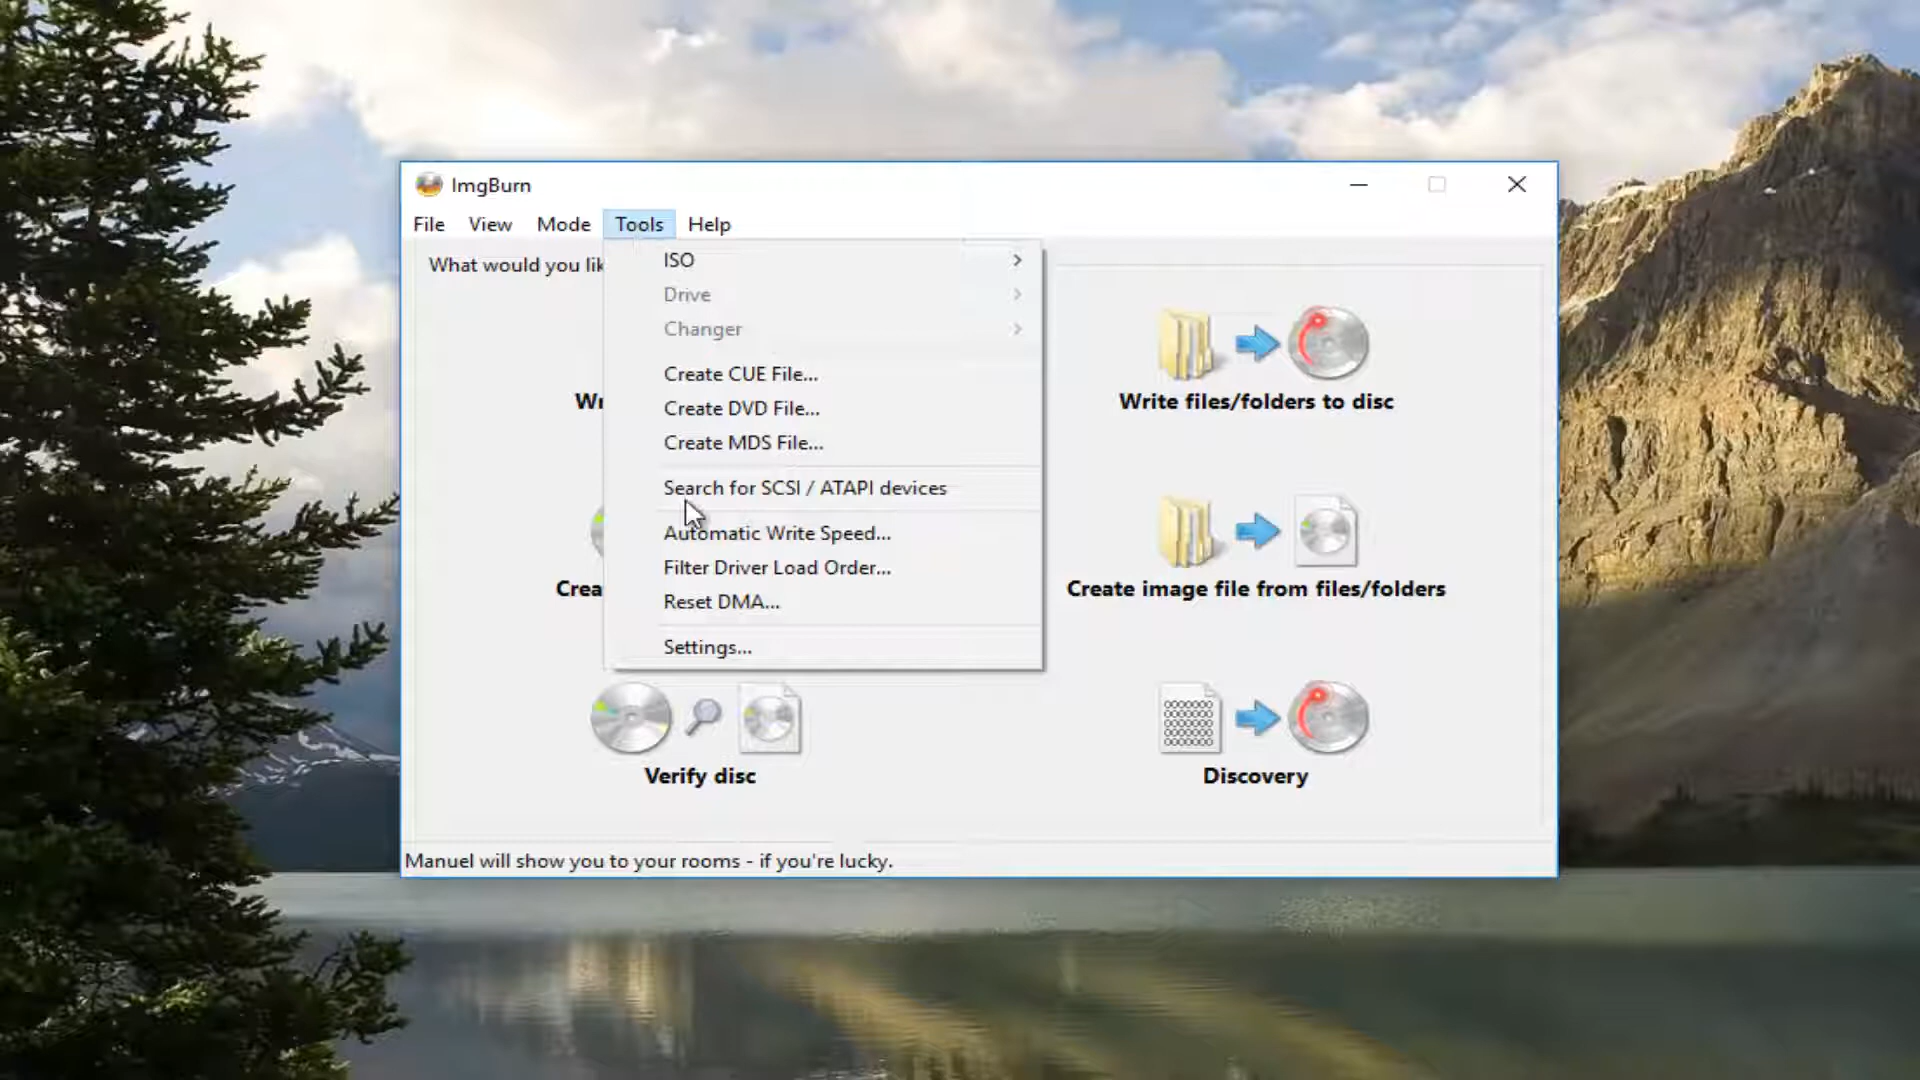 ImgBurn
File View Mode Tools Help
What would you lik
ISO
Drive
Changer
Create CUE File...
Create DVD File...
Create MDS File...
Search for SCSI / ATAPI devices
Automatic Write Speed...
Filter Driver Load Order...
Reset DMA...
Settings...
Wr
Write files/folders to disc
Crea
Create image file from files/folders
Verify disc
Discovery
Manuel will show you to your rooms - if you're lucky.